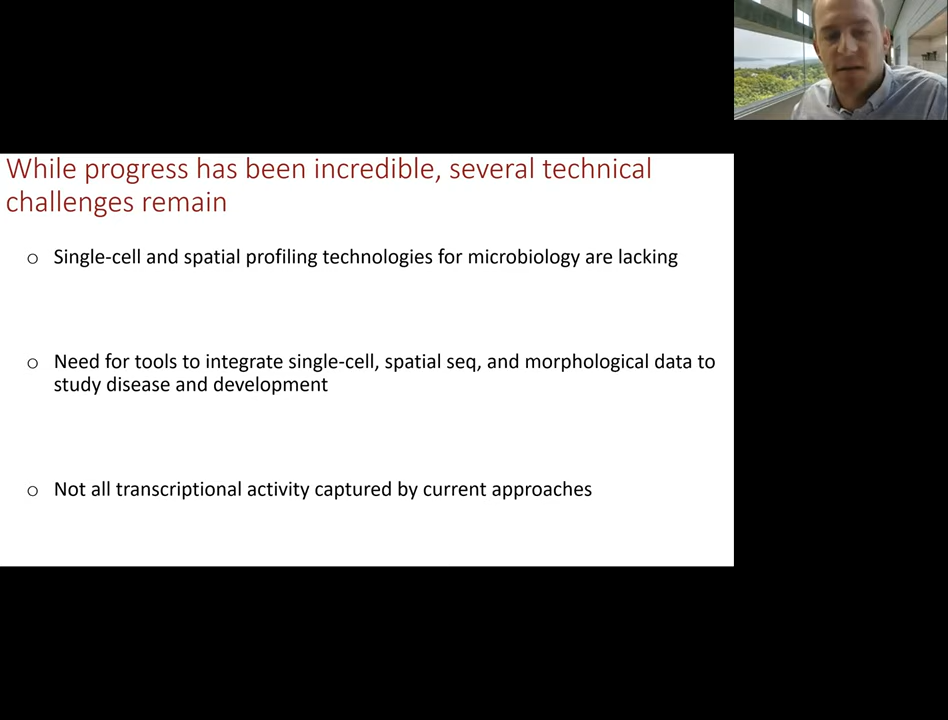 While progress has been incredible, several technical
challenges remain
o Single-cell and spatial profiling technologies for microbiology are lacking
o Need for tools to integrate single-cell, spatial seq, and morphological data to
study disease and development
o Not all transcriptional activity captured by current approaches